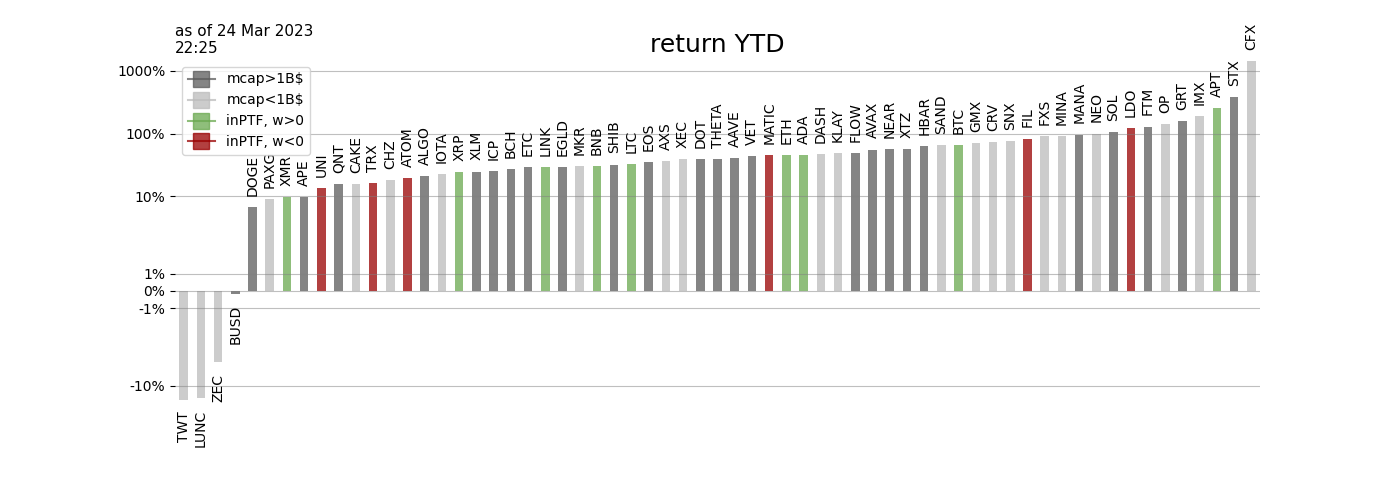 as of 24 Mar 2023
22:25
return YTD
1000%
100%
10%
1%
0%
-1%
-10%
mcap>1B$
mcap<1B$
inPTF, w>0
inPTF, w<0
TWT
LUNC
ZEC
BUSD
DOGE
PAXG
XMR
APE
UNI
QNT
CAKE
TRX
CHZ
ATOM
ALGO
IOTA
XRP
XLM
ICP
BCH
ETC
LINK
EGLD
MKR
BNB
SHIB
LTC
EOS
AXS
XEC
DOT
THETA
AAVE
VET
MATIC
ETH
ADA
DASH
KLAY
FLOW
AVAX
NEAR
XTZ
HBAR
SAND
BTC
GMX
CRV
SNX
FIL
FXS
MINA
MANA
NEO
SOL
LDO
FTM
OP
GRT
IMX
APT
STX
CFX